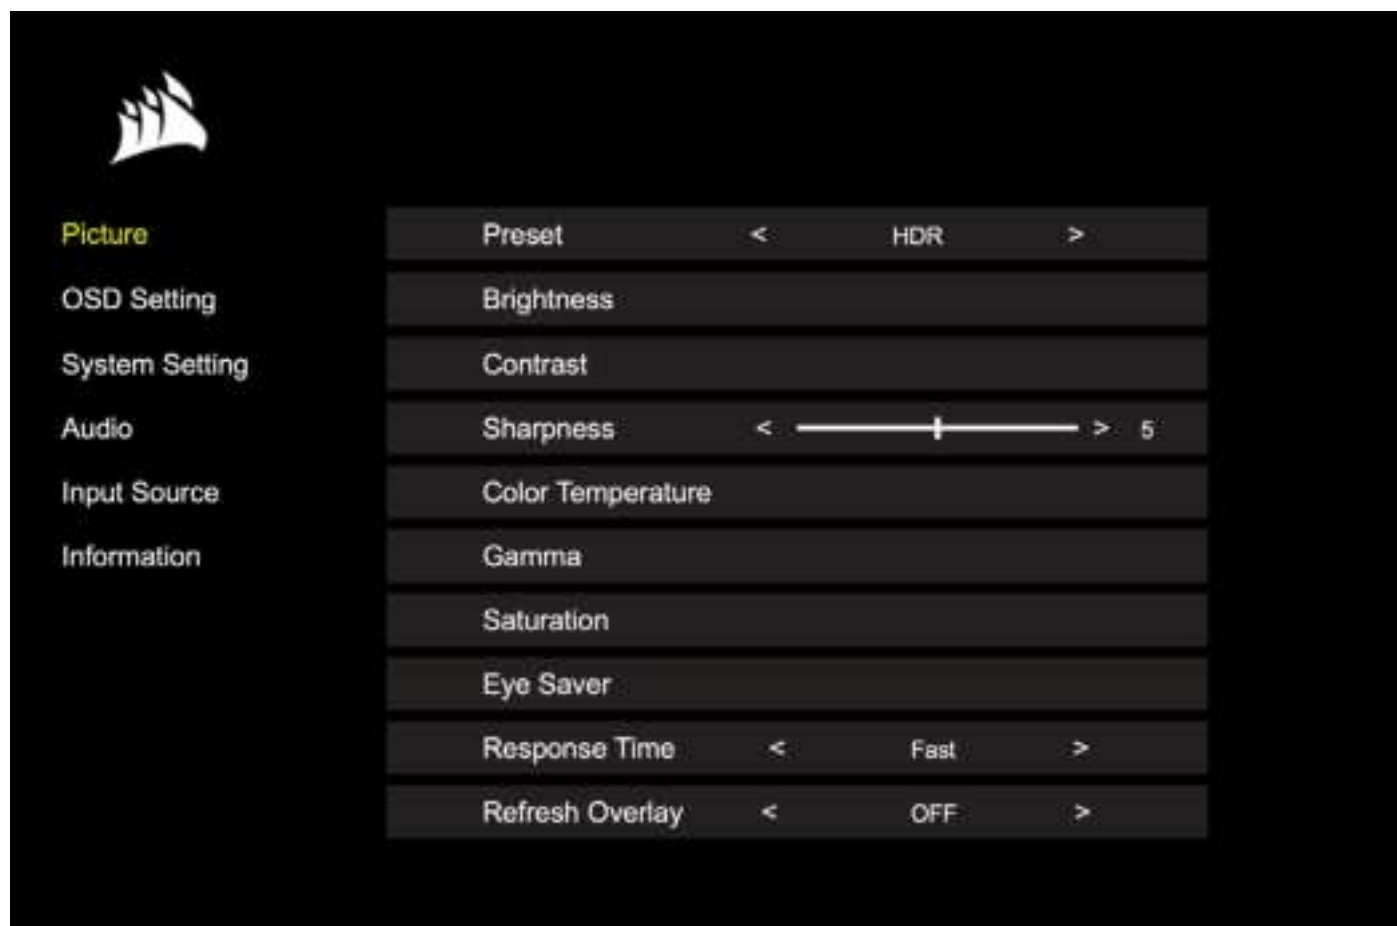 Picture
OSD Setting
System Setting
Audio
Input Source
Information
Preset < HDR >
Brightness
Contrast
Sharpness < > 5
Color Temperature
Gamma
Saturation
Eye Saver
Response Time < Fast >
Refresh Overlay < OFF >